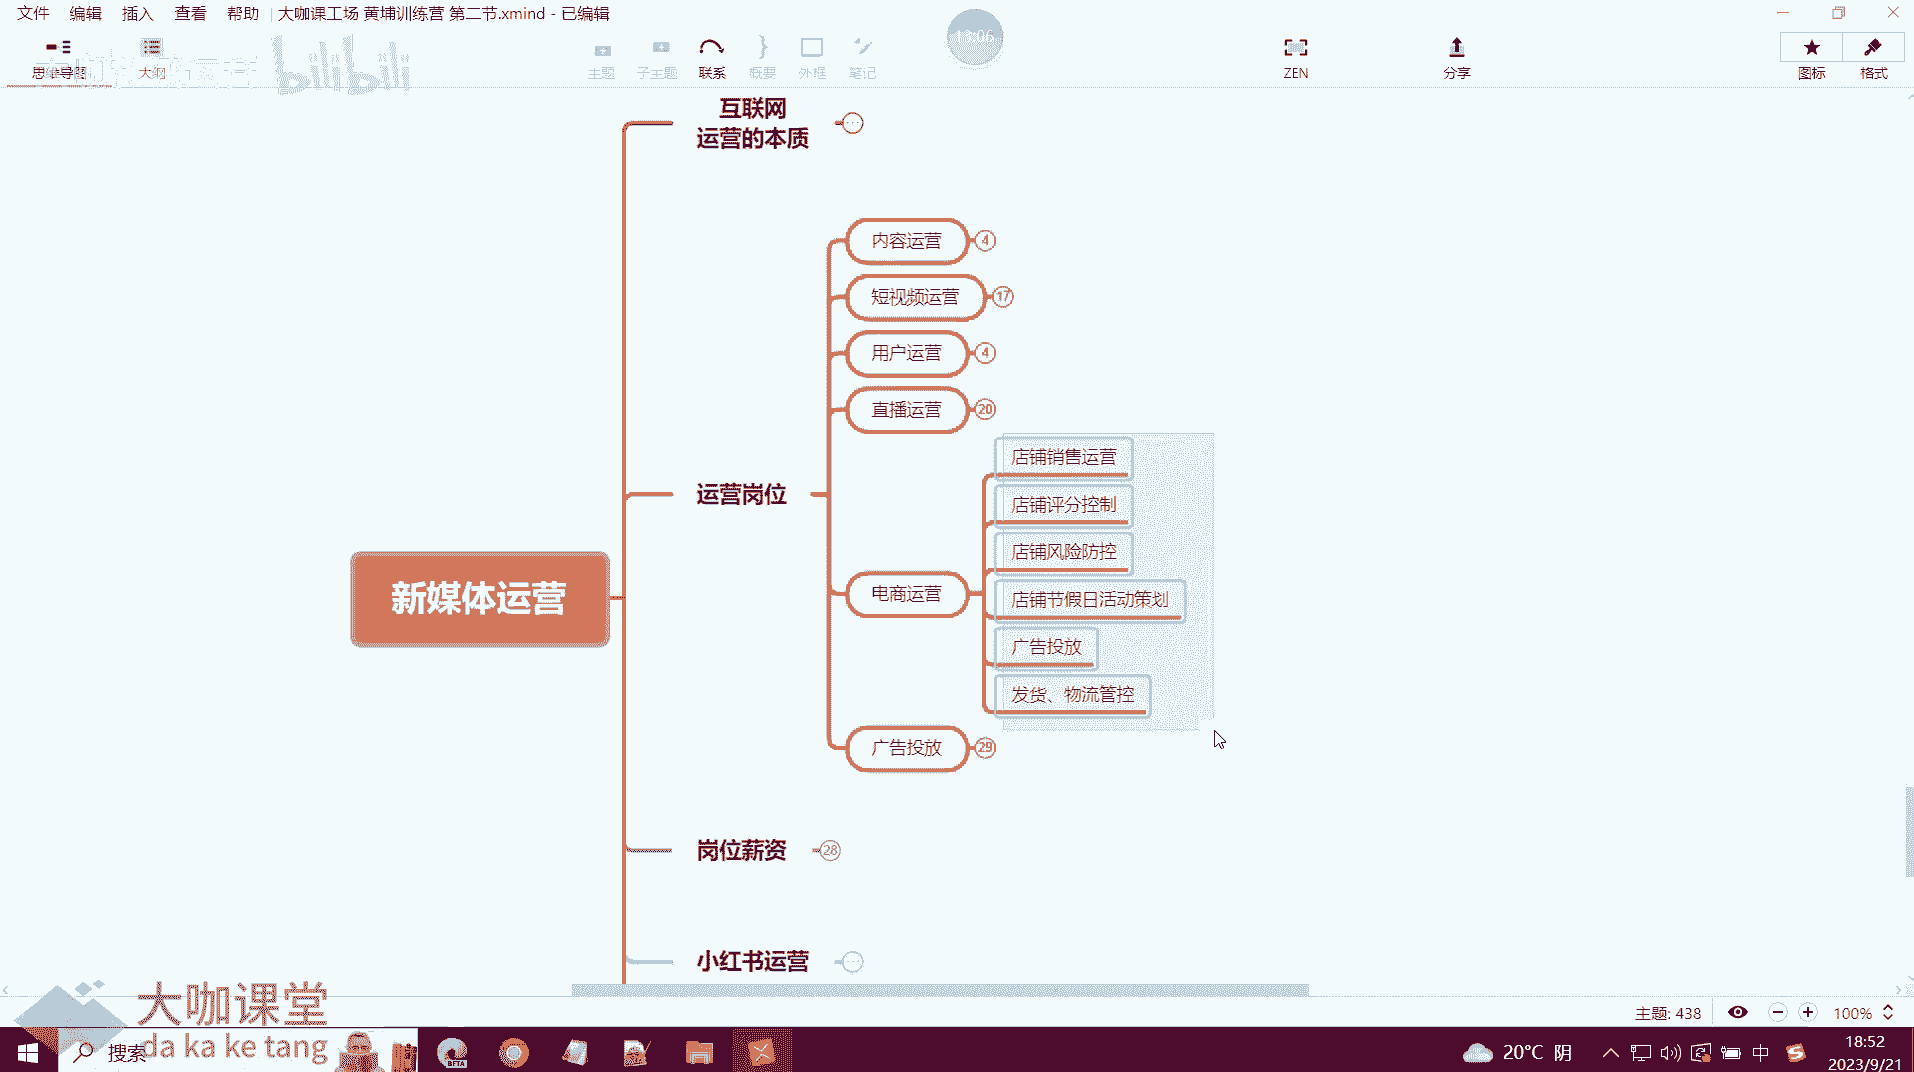 文件 编辑 插入 查看 帮助 大咖课工场 黄埔训练营 第二节.xmind - 已编辑
13:06
bilibili
思维导图 大纲 主题 子主题 联系 概要 外框 笔记 ZEN 分享 图标 格式
互联网
运营的本质
内容运营 4
短视频运营 17
用户运营 4
直播运营 20
店铺销售运营
店铺评分控制
运营岗位
店铺风险防控
电商运营
店铺节假日活动策划
新媒体运营
广告投放
发货、物流管控
广告投放 29
岗位薪资 28
小红书运营
大咖课堂
da ka ke tang
主题: 438 100%
搜索
BETA
20°C 阴
中
18:52
2023/9/21